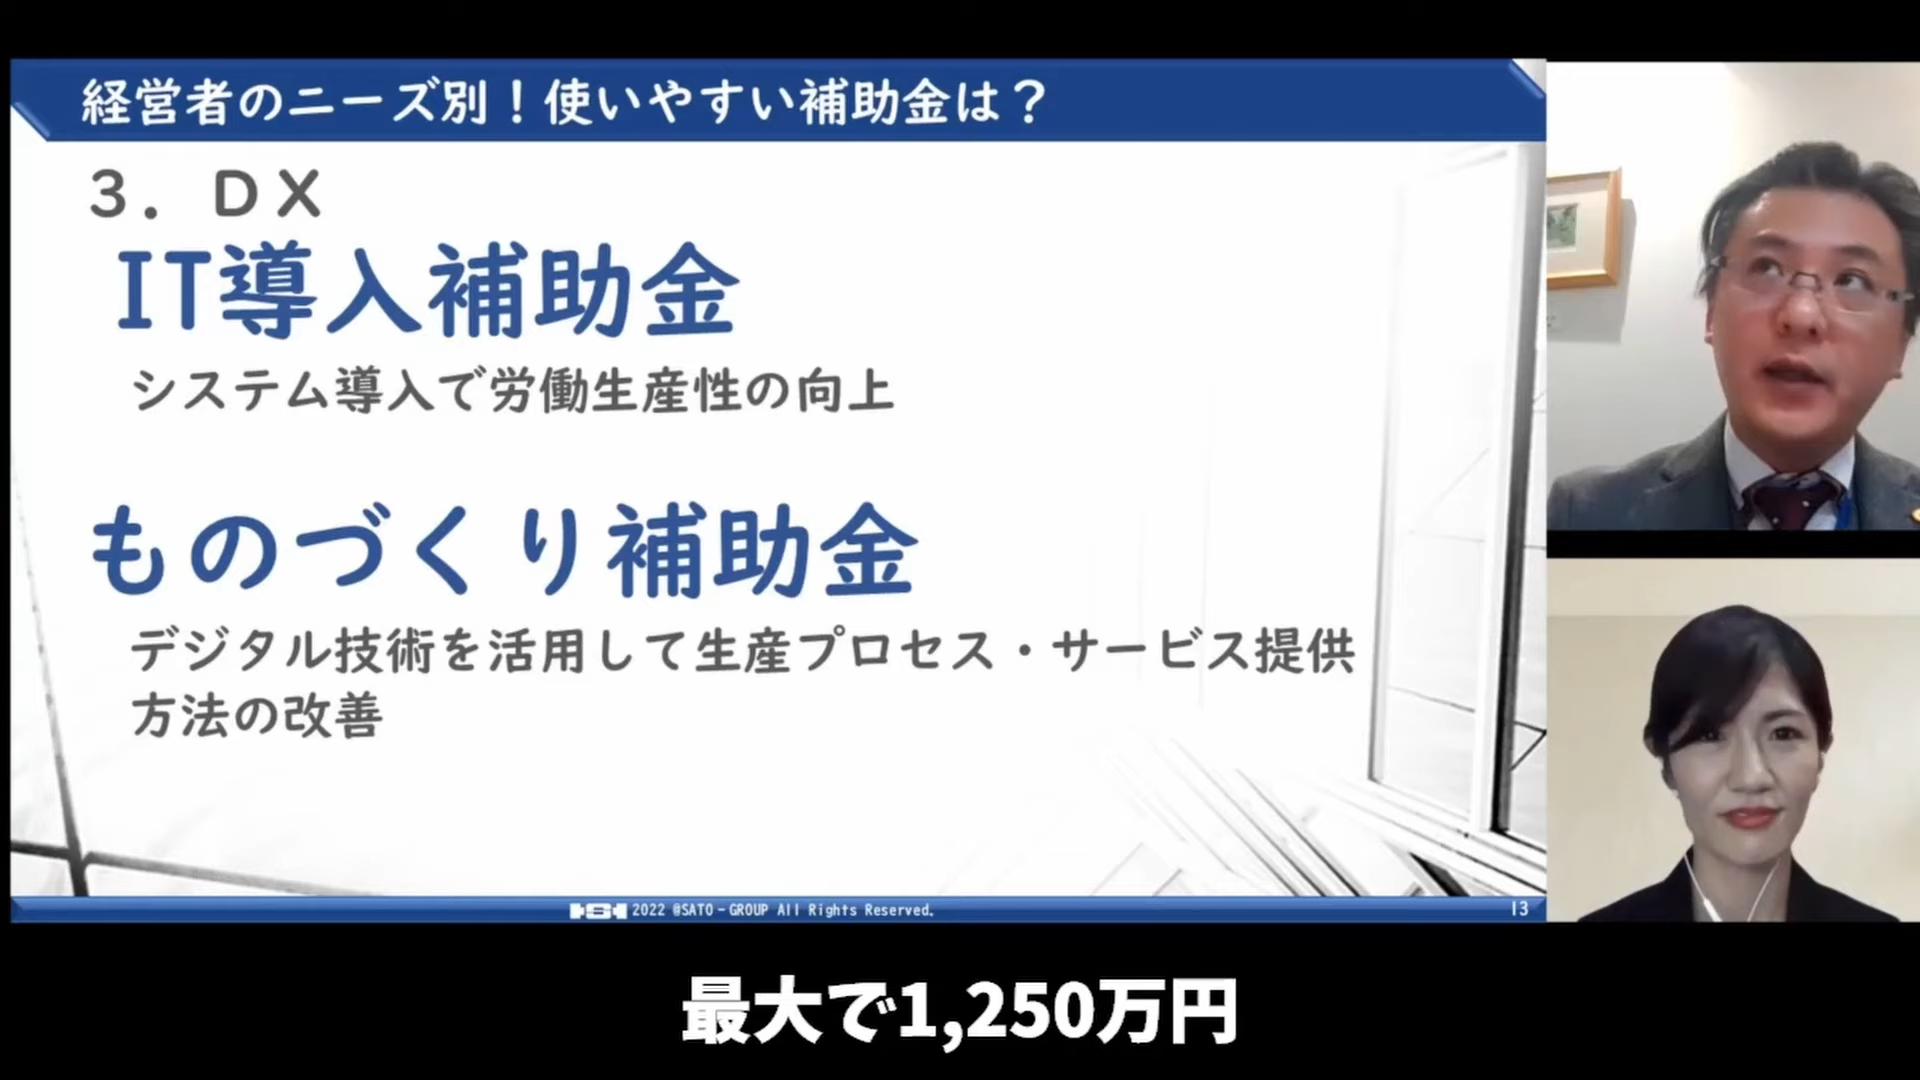 経営者のニーズ別！使いやすい補助金は？
３．ＤＸ
IT導入補助金
システム導入で労働生産性の向上
ものづくり補助金
デジタル技術を活用して生産プロセス・サービス提供
方法の改善
2022 @SATO-GROUP All Rights Reserved.
13
最大で1,250万円